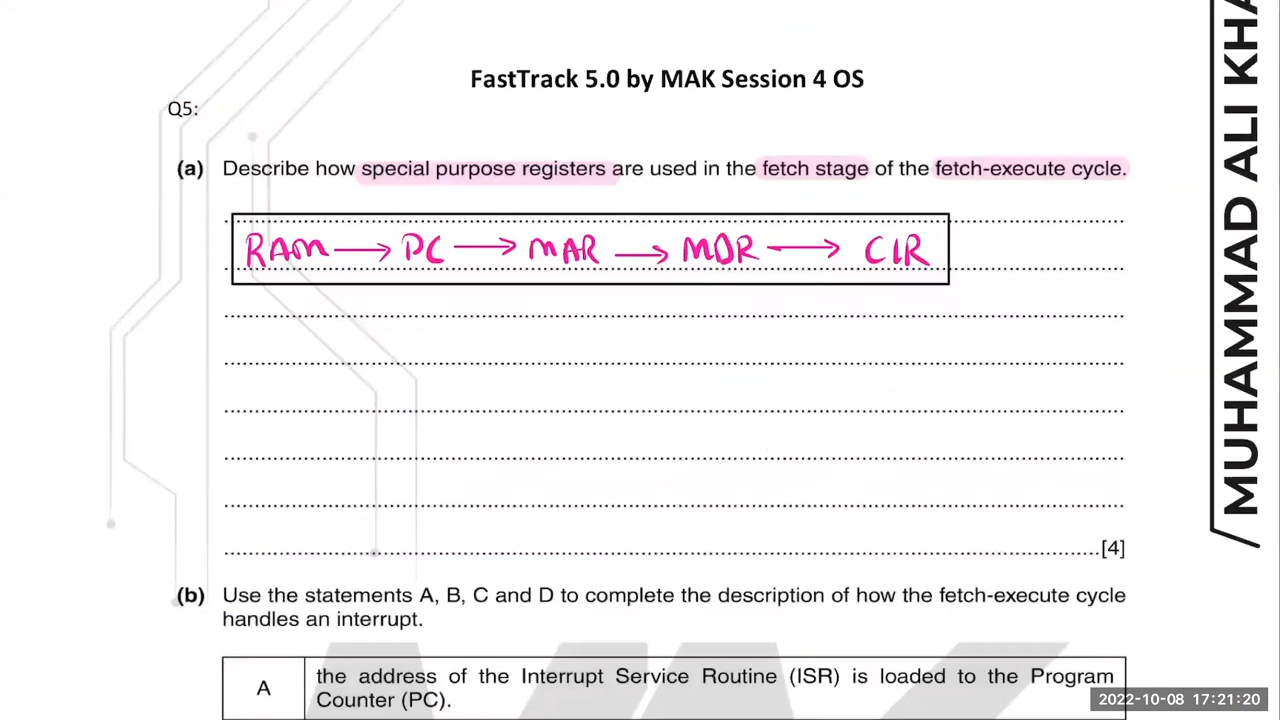 FastTrack 5.0 by MAK Session 4 OS
Q5:
(a) Describe how special purpose registers are used in the fetch stage of the fetch-execute cycle.
RAM → PC → MAR → MDR → CIR
[4]
(b) Use the statements A, B, C and D to complete the description of how the fetch-execute cycle
handles an interrupt.
A the address of the Interrupt Service Routine (ISR) is loaded to the Program
Counter (PC).
MUHAMMAD ALI KHA
2022-10-08 17:21:20